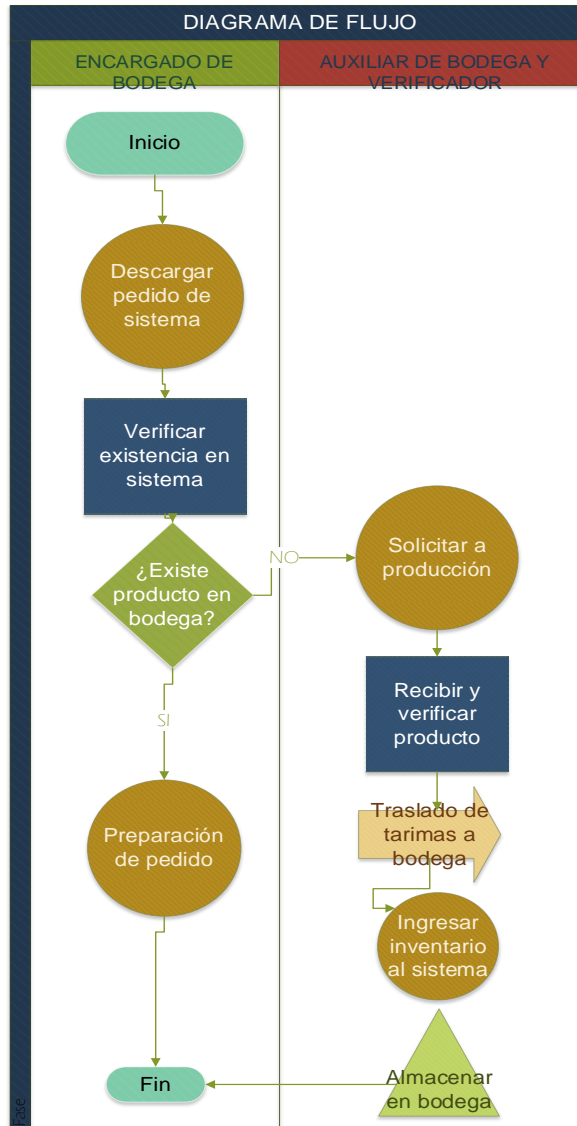 DIAGRAMA DE FLUJO
ENCARGADO DE
BODEGA
AUXILIAR DE BODEGA Y
VERIFICADOR
Inicio
Descargar
pedido de
sistema
Verificar
existencia en
sistema
¿Existe
producto en
bodega?
NO
Solicitar a
producción
Recibir y
verificar
producto
SI
Traslado de
tarimas a
bodega
Preparación
de pedido
Ingresar
inventario
al sistema
Almacenar
en bodega
Fin
Fase